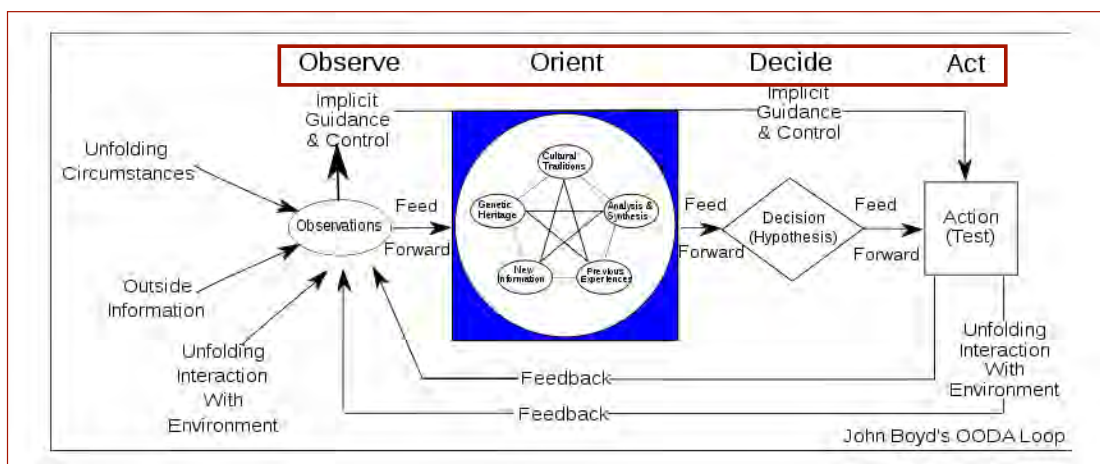 Observe
Orient
Decide
Act
Implicit
Guidance
& Control
Implicit
Guidance
& Control
Unfolding
Circumstances
Observations
Outside
Information
Unfolding
Interaction
With
Environment
Feed
Forward
Cultural
Traditions
Genetic
Heritage
Analysis &
Synthesis
New
Information
Previous
Experiences
Feed
Forward
Decision
(Hypothesis)
Feed
Forward
Action
(Test)
Unfolding
Interaction
With
Environment
Feedback
Feedback
John Boyd's OODA Loop